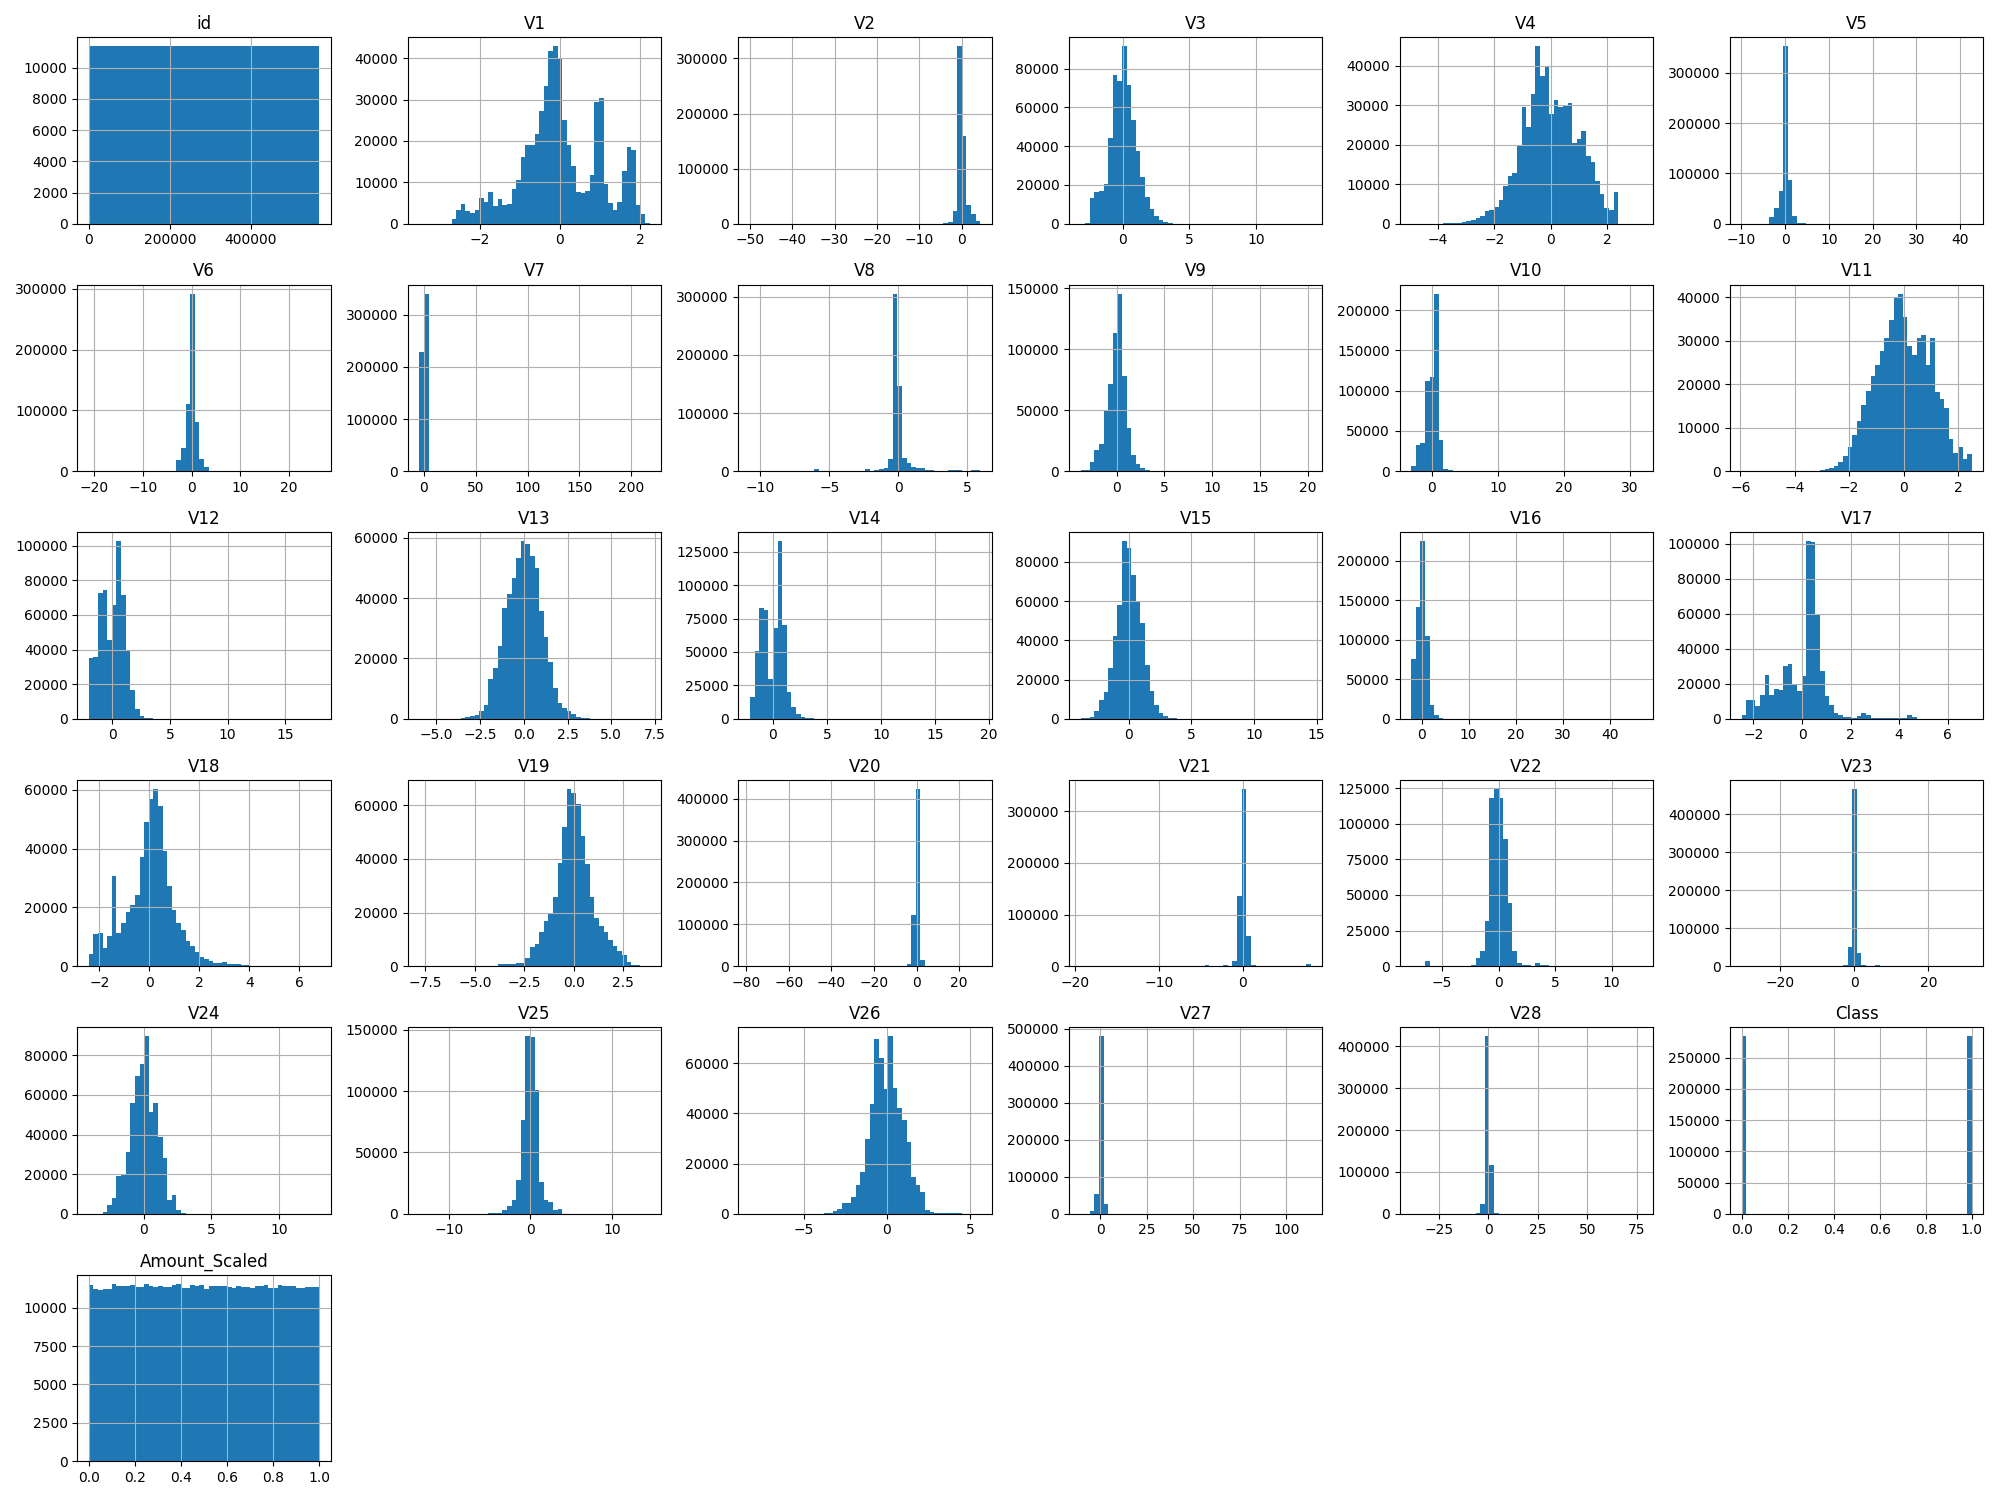 id
10000
8000
6000
4000
2000
0
0 200000 400000
V1
40000
30000
20000
10000
0
−2 0 2
V2
300000
200000
100000
0
−50 −40 −30 −20 −10 0
V3
80000
60000
40000
20000
0
0 5 10
V4
40000
30000
20000
10000
0
−4 −2 0 2
V5
300000
200000
100000
0
−10 0 10 20 30 40
V6
300000
200000
100000
0
−20 −10 0 10 20
V7
300000
200000
100000
0
0 50 100 150 200
V8
300000
200000
100000
0
−10 −5 0 5
V9
150000
100000
50000
0
0 5 10 15 20
V10
200000
150000
100000
50000
0
0 10 20 30
V11
40000
30000
20000
10000
0
−6 −4 −2 0 2
V12
100000
80000
60000
40000
20000
0
0 5 10 15
V13
60000
40000
20000
0
−5.0 −2.5 0.0 2.5 5.0 7.5
V14
125000
100000
75000
50000
25000
0
0 5 10 15 20
V15
80000
60000
40000
20000
0
0 5 10 15
V16
200000
150000
100000
50000
0
0 10 20 30 40
V17
100000
80000
60000
40000
20000
0
−2 0 2 4 6
V18
60000
40000
20000
0
−2 0 2 4 6
V19
60000
40000
20000
0
−7.5 −5.0 −2.5 0.0 2.5
V20
400000
300000
200000
100000
0
−80 −60 −40 −20 0 20
V21
300000
200000
100000
0
−20 −10 0
V22
125000
100000
75000
50000
25000
0
−5 0 5 10
V23
400000
300000
200000
100000
0
−20 0 20
V24
80000
60000
40000
20000
0
0 5 10
V25
150000
100000
50000
0
−10 0 10
V26
60000
40000
20000
0
−5 0 5
V27
500000
400000
300000
200000
100000
0
0 25 50 75 100
V28
400000
300000
200000
100000
0
−25 0 25 50 75
Class
250000
200000
150000
100000
50000
0
0.0 0.2 0.4 0.6 0.8 1.0
Amount_Scaled
10000
7500
5000
2500
0
0.0 0.2 0.4 0.6 0.8 1.0